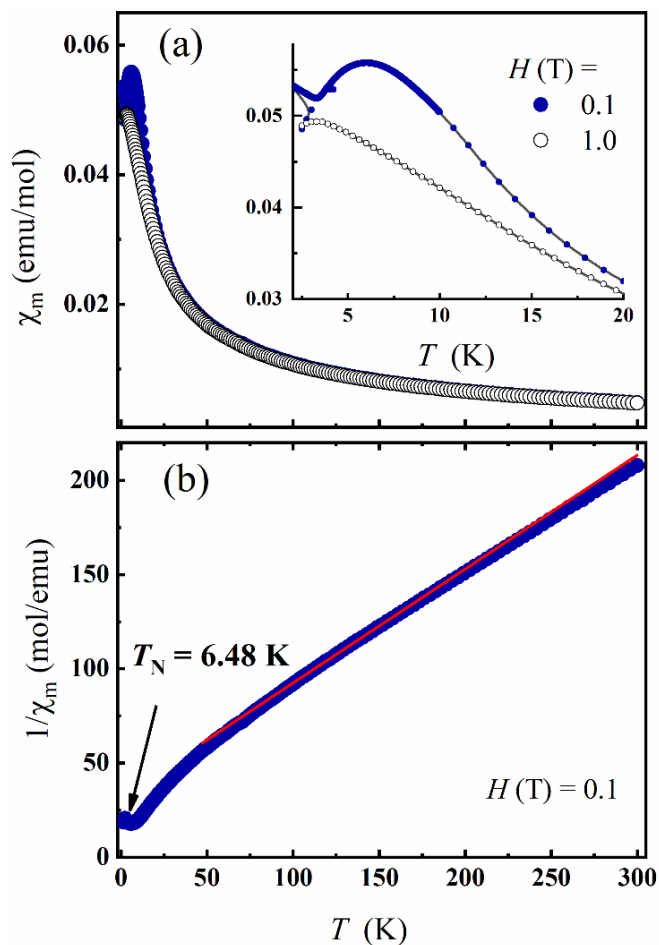 (a)
0.06
0.04
0.02
χm (emu/mol)
H (T) =
0.1
1.0
0.05
0.04
0.03
5 10 15 20
T (K)
(b)
200
150
100
50
0
1/χm (mol/emu)
TN = 6.48 K
H (T) = 0.1
0 50 100 150 200 250 300
T (K)